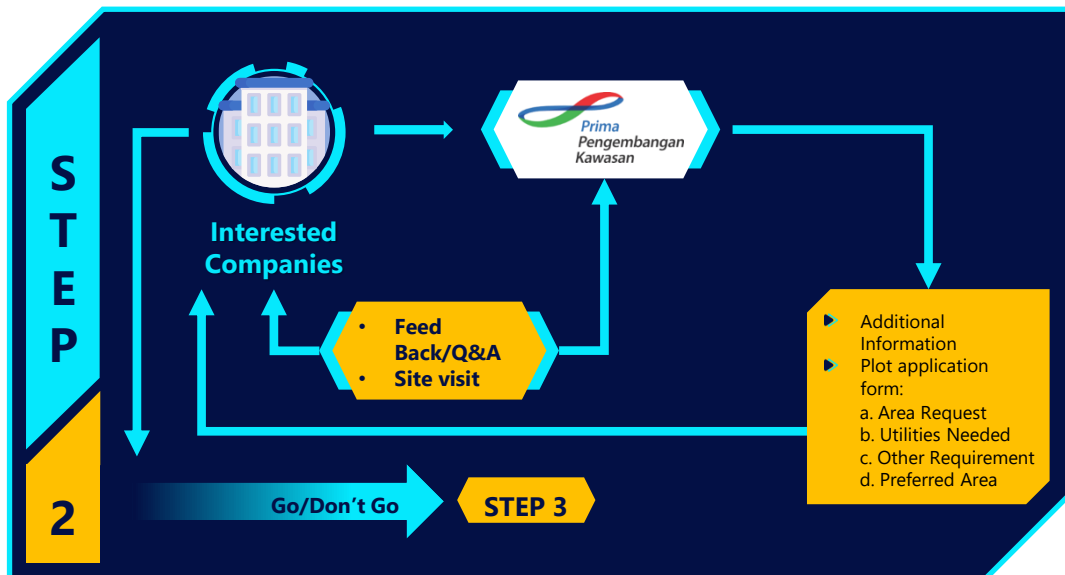 STEP
2
Interested
Companies
Prima
Pengembangan
Kawasan
• Feed
Back/Q&A
• Site visit
Additional
Information
Plot application
form:
a. Area Request
b. Utilities Needed
c. Other Requirement
d. Preferred Area
Go/Don’t Go
STEP 3